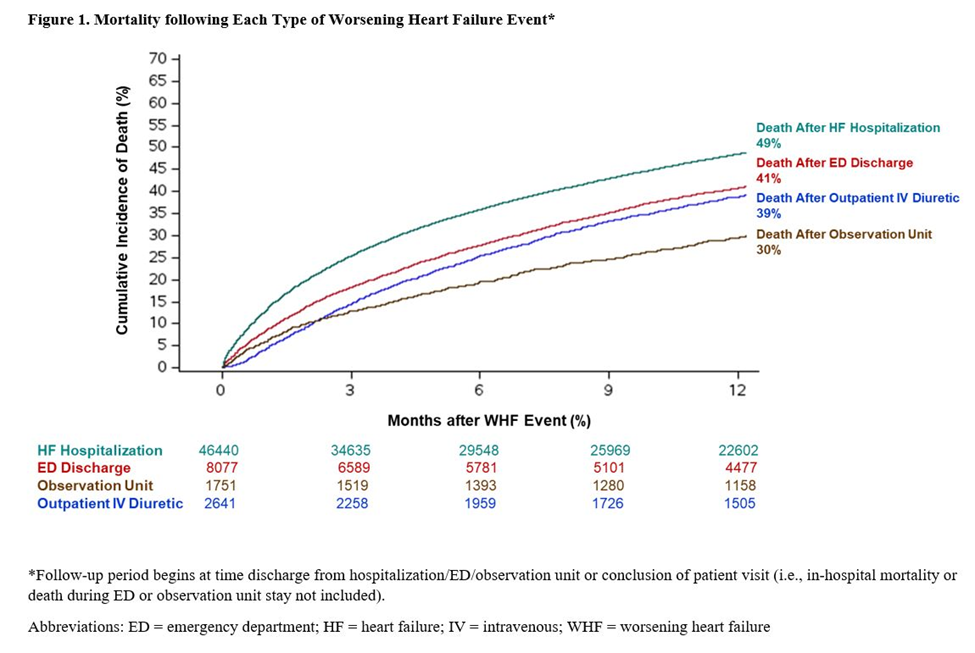 Figure 1. Mortality following Each Type of Worsening Heart Failure Event*
Cumulative Incidence of Death (%)
70
65
60
55
50
45
40
35
30
25
20
15
10
5
0
Death After HF Hospitalization
49%
Death After ED Discharge
41%
Death After Outpatient IV Diuretic
39%
Death After Observation Unit
30%
0 3 6 9 12
Months after WHF Event (%)
HF Hospitalization 46440 34635 29548 25969 22602
ED Discharge 8077 6589 5781 5101 4477
Observation Unit 1751 1519 1393 1280 1158
Outpatient IV Diuretic 2641 2258 1959 1726 1505
*Follow-up period begins at time discharge from hospitalization/ED/observation unit or conclusion of patient visit (i.e., in-hospital mortality or
death during ED or observation unit stay not included).
Abbreviations: ED = emergency department; HF = heart failure; IV = intravenous; WHF = worsening heart failure